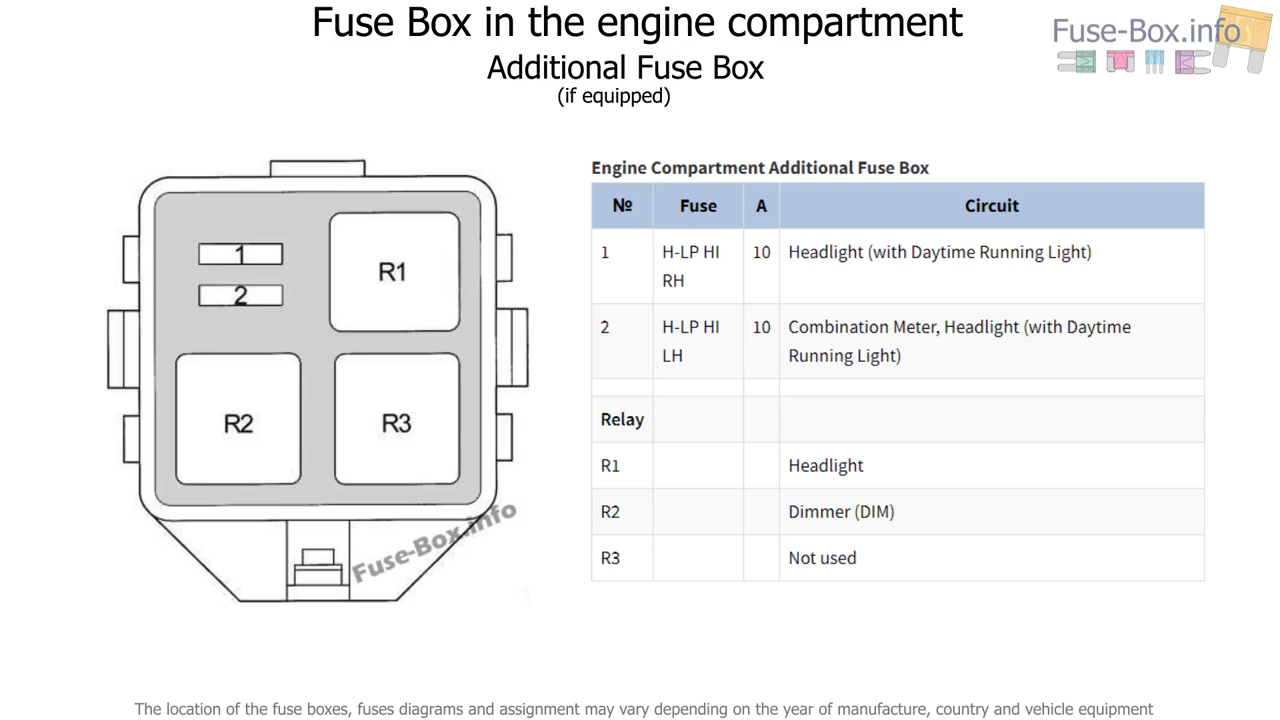 Fuse Box in the engine compartment
Additional Fuse Box
(if equipped)
Fuse-Box.info
1
2
R1
R2
R3
Fuse-Box.info
Engine Compartment Additional Fuse Box
№ Fuse A Circuit
1 H-LP HI RH 10 Headlight (with Daytime Running Light)
2 H-LP HI LH 10 Combination Meter, Headlight (with Daytime Running Light)
Relay
R1 Headlight
R2 Dimmer (DIM)
R3 Not used
The location of the fuse boxes, fuses diagrams and assignment may vary depending on the year of manufacture, country and vehicle equipment